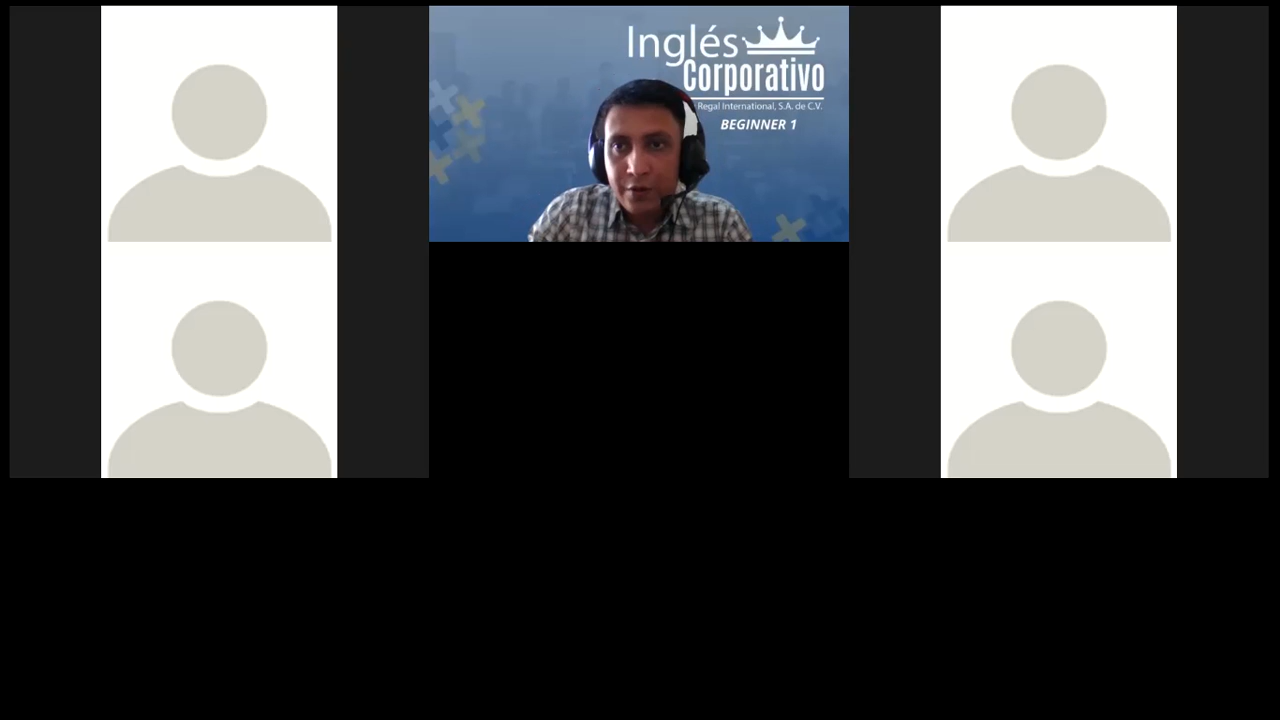 Inglés
Corporativo
Regal International, S.A. de C.V.
BEGINNER 1